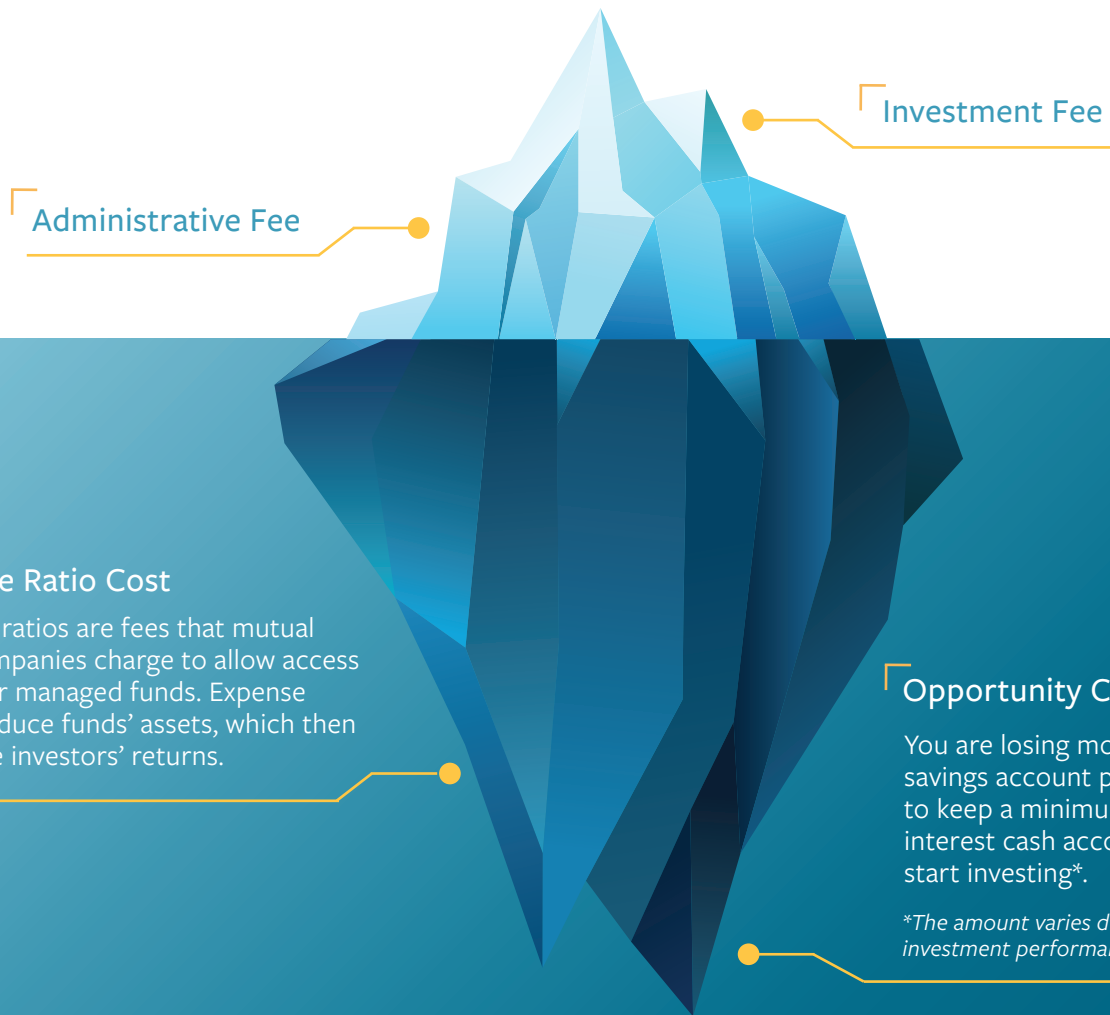 Investment Fee
Administrative Fee
e Ratio Cost
ratios are fees that mutual
mpanies charge to allow access
r managed funds. Expense
duce funds’ assets, which then
e investors’ returns.
Opportunity C
You are losing mo
savings account p
to keep a minimu
interest cash acco
start investing*.
*The amount varies d
investment performa